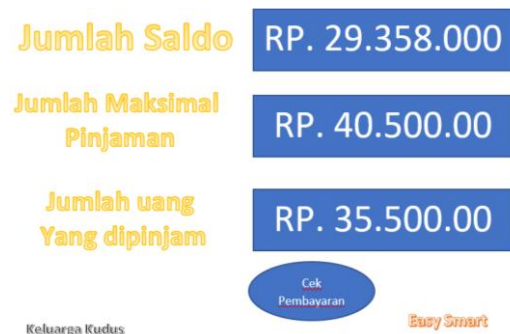 Jumlah Saldo RP. 29.358.000
Jumlah Maksimal
Pinjaman
RP. 40.500.00
Jumlah uang
Yang dipinjam
RP. 35.500.00
Cek
Pembayaran
Keluarga Kudus
Easy Smart